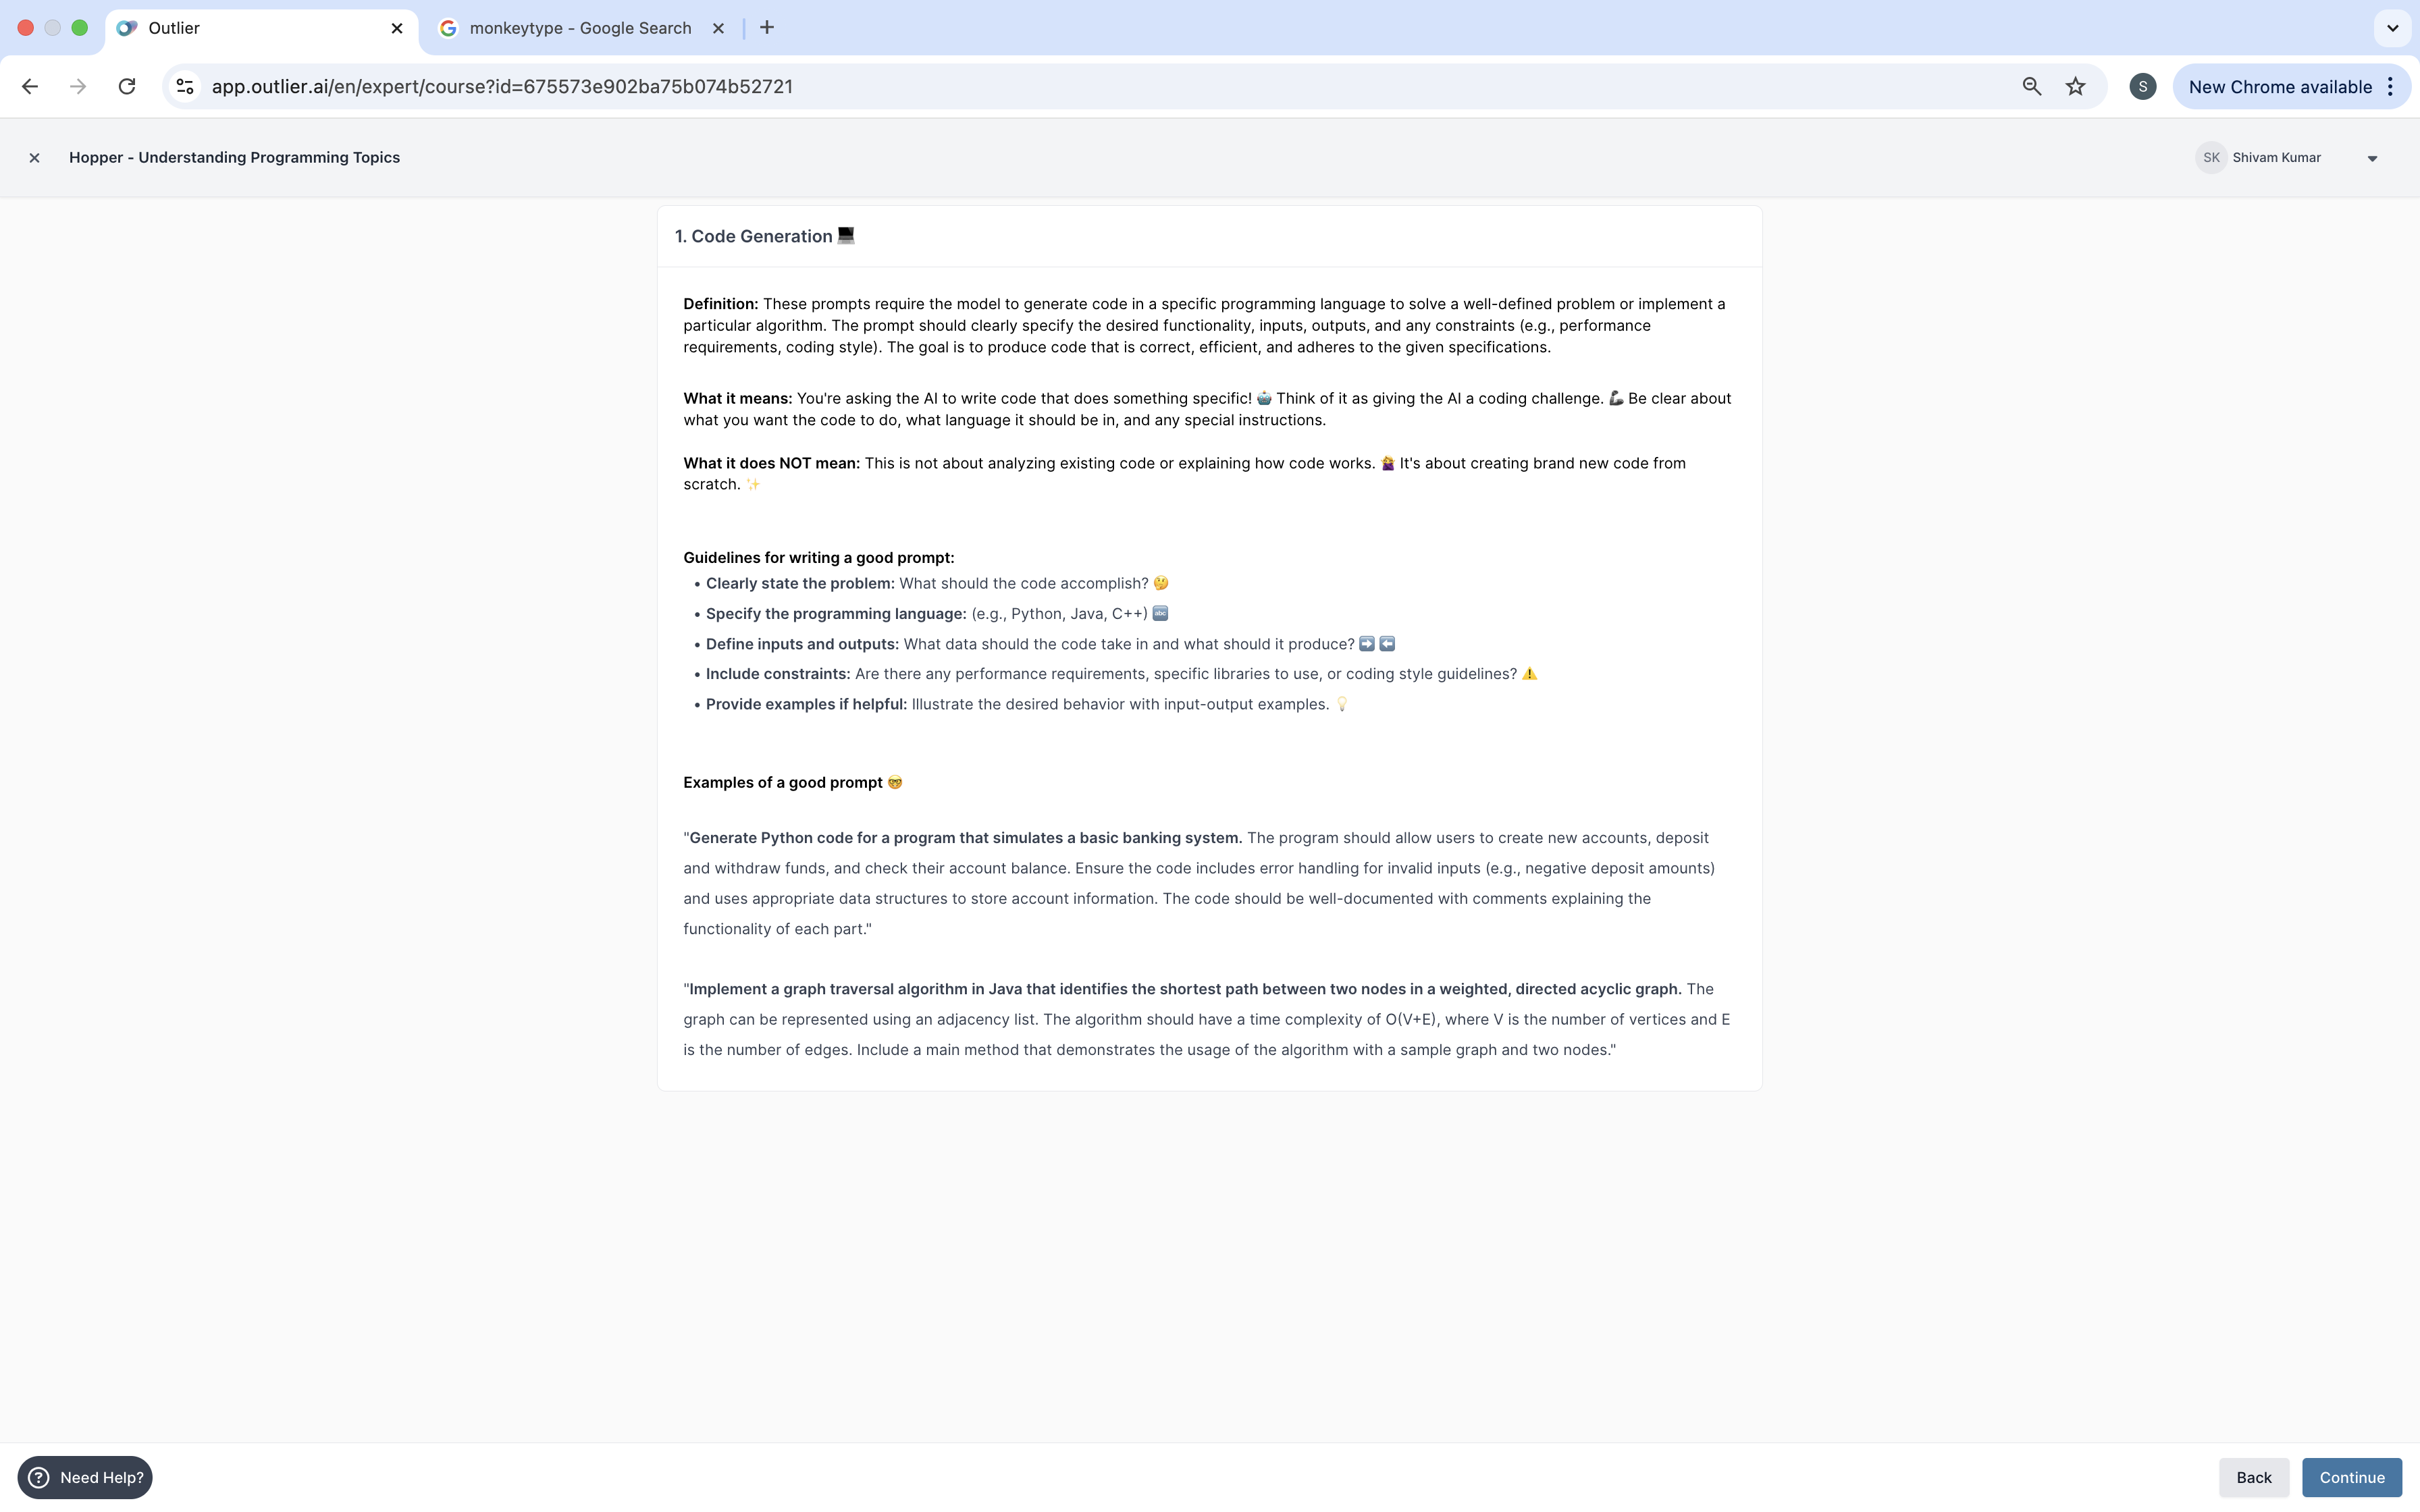 Outlier
monkeytype - Google Search
app.outlier.ai/en/expert/course?id=675573e902ba75b074b52721
S
New Chrome available
Hopper - Understanding Programming Topics
SK Shivam Kumar
1. Code Generation 💻
Definition: These prompts require the model to generate code in a specific programming language to solve a well-defined problem or implement a
particular algorithm. The prompt should clearly specify the desired functionality, inputs, outputs, and any constraints (e.g., performance
requirements, coding style). The goal is to produce code that is correct, efficient, and adheres to the given specifications.
What it means: You're asking the AI to write code that does something specific! 🤖 Think of it as giving the AI a coding challenge. 🦾 Be clear about
what you want the code to do, what language it should be in, and any special instructions.
What it does NOT mean: This is not about analyzing existing code or explaining how code works. 🙅‍♀️ It's about creating brand new code from
scratch. ✨
Guidelines for writing a good prompt:
• Clearly state the problem: What should the code accomplish? 🤔
• Specify the programming language: (e.g., Python, Java, C++) 🔤
• Define inputs and outputs: What data should the code take in and what should it produce? ➡️ ⬅️
• Include constraints: Are there any performance requirements, specific libraries to use, or coding style guidelines? ⚠️
• Provide examples if helpful: Illustrate the desired behavior with input-output examples. 💡
Examples of a good prompt 🤓
"Generate Python code for a program that simulates a basic banking system. The program should allow users to create new accounts, deposit
and withdraw funds, and check their account balance. Ensure the code includes error handling for invalid inputs (e.g., negative deposit amounts)
and uses appropriate data structures to store account information. The code should be well-documented with comments explaining the
functionality of each part."
"Implement a graph traversal algorithm in Java that identifies the shortest path between two nodes in a weighted, directed acyclic graph. The
graph can be represented using an adjacency list. The algorithm should have a time complexity of O(V+E), where V is the number of vertices and E
is the number of edges. Include a main method that demonstrates the usage of the algorithm with a sample graph and two nodes."
Need Help?
Back
Continue